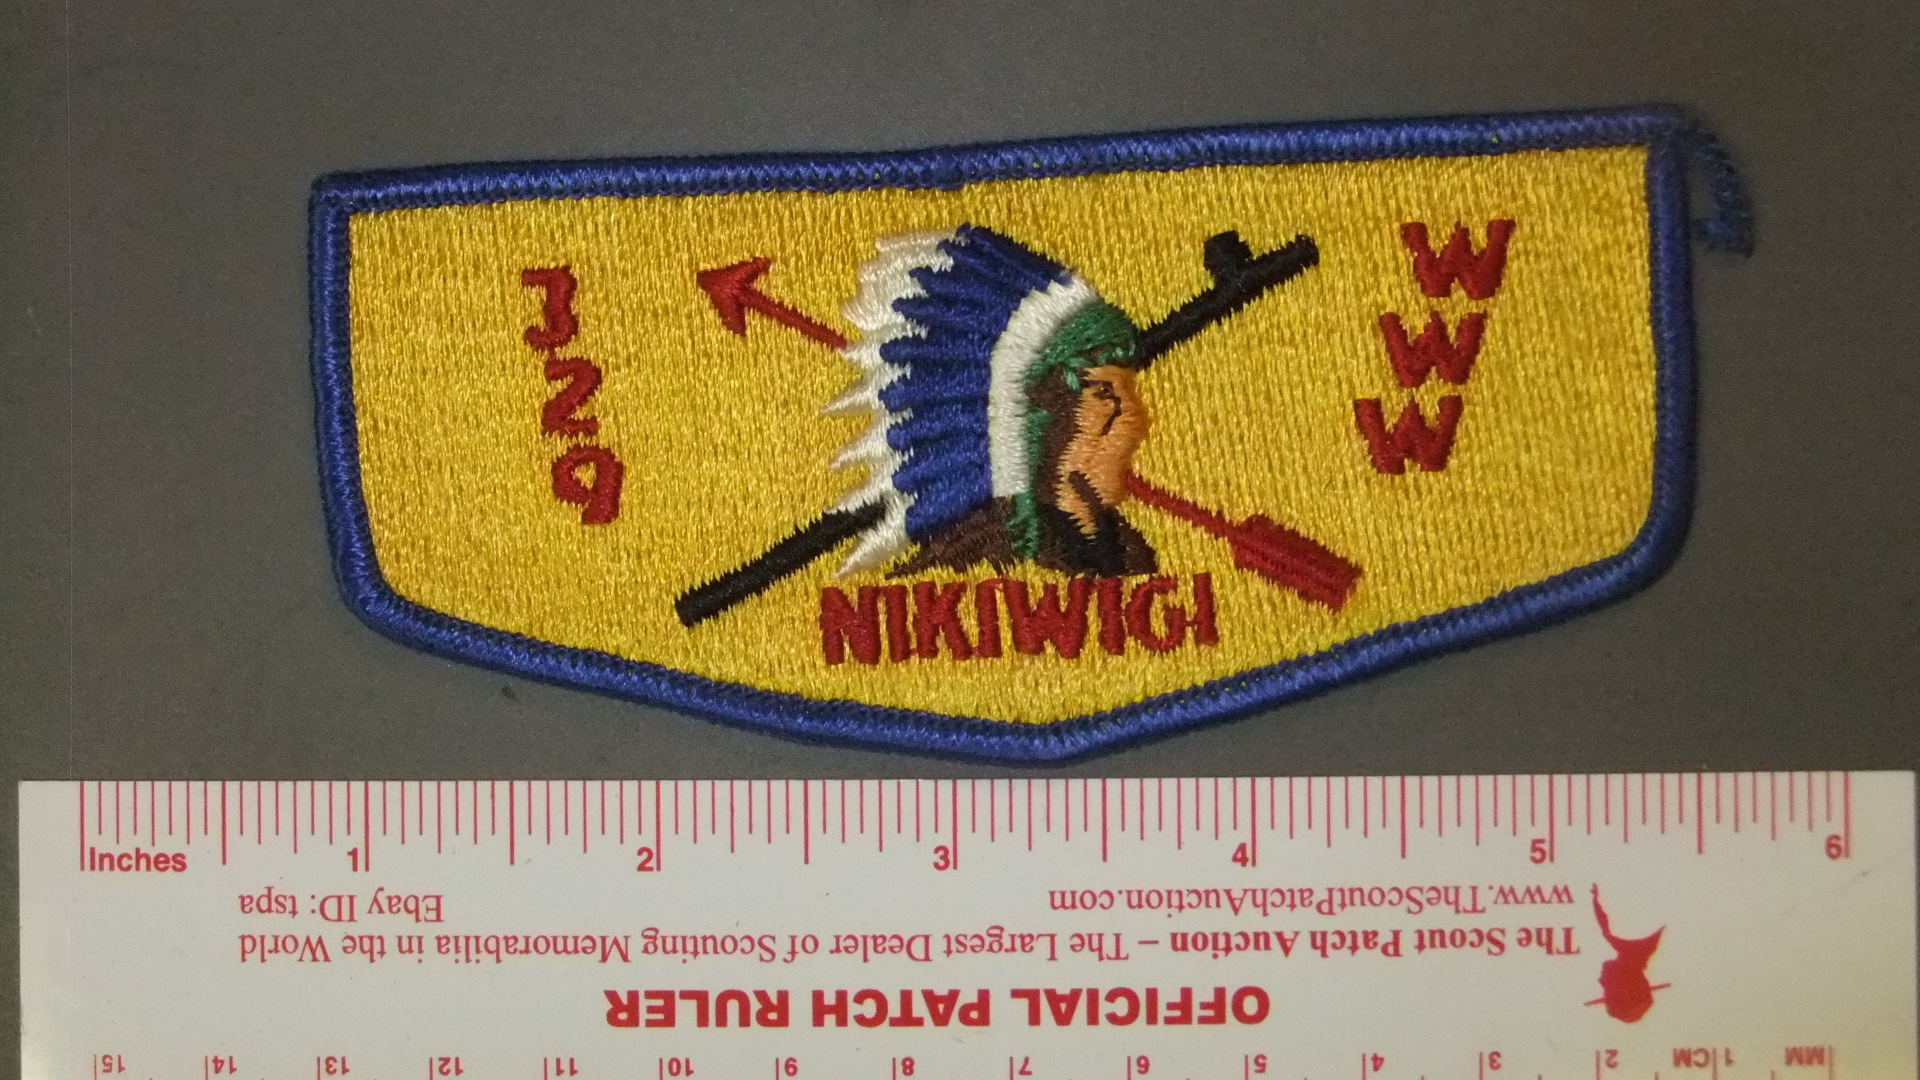 329
WWW
NIKIWIGI
Inches 1 2 3 4 5 6
OFFICIAL PATCH RULER
The Scout Patch Auction – The Largest Dealer of Scouting Memorabilia in the World
www.TheScoutPatchAuction.com Ebay ID: tspa
MM 1 CM 2 3 4 5 6 7 8 9 10 11 12 13 14 15